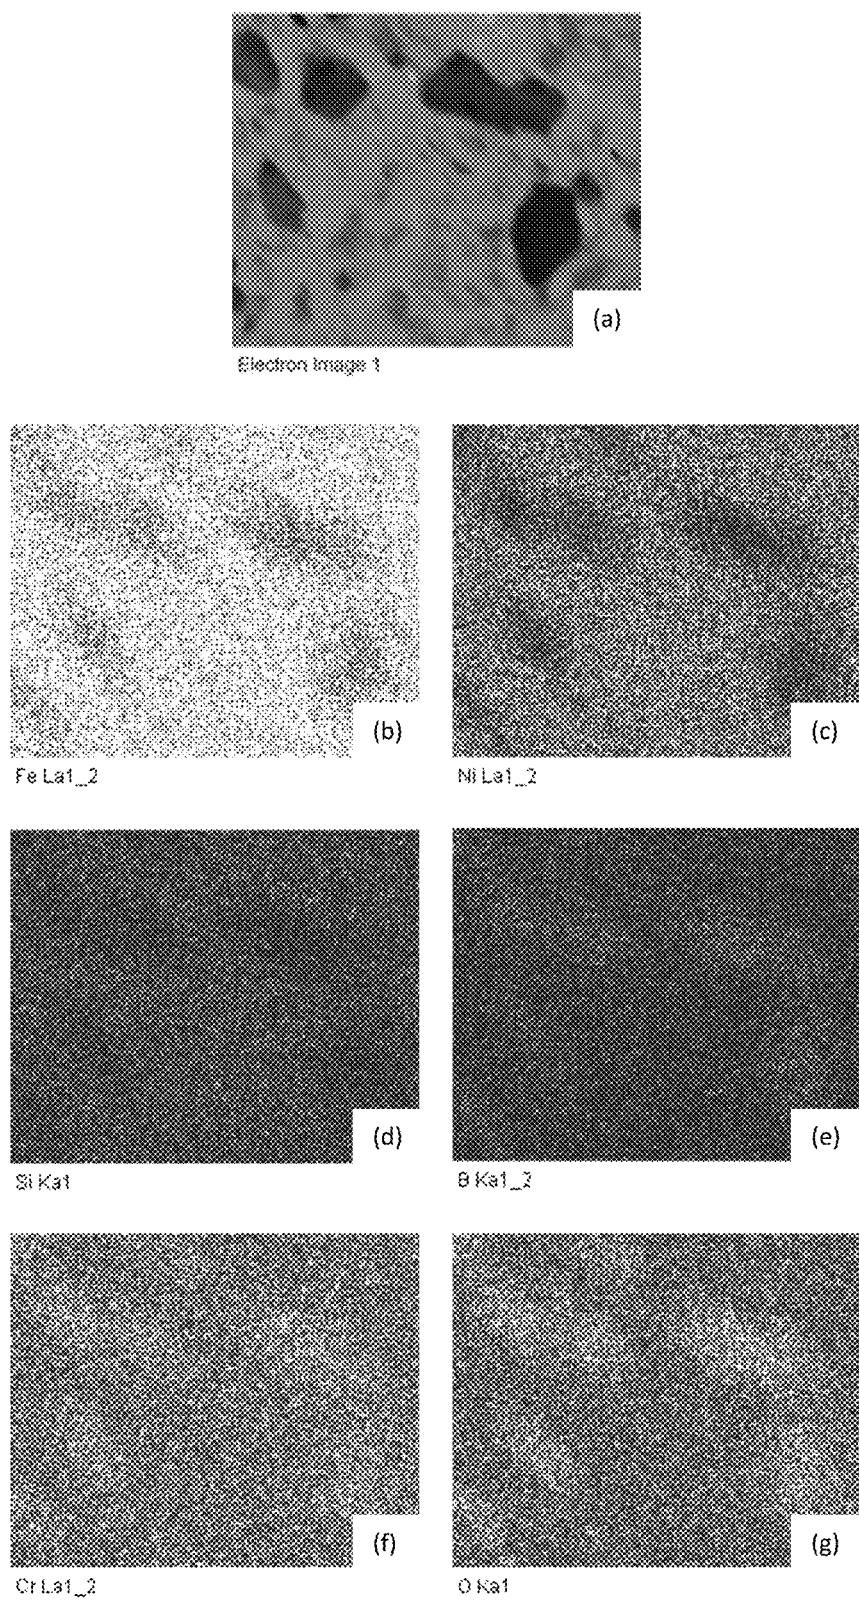 (a)
Electron Image 1
(b)
(c)
Fe La1_2
Ni La1_2
(d)
(e)
Si Ka1
B Ka1_2
(f)
(g)
Cr La1_2
O Ka1